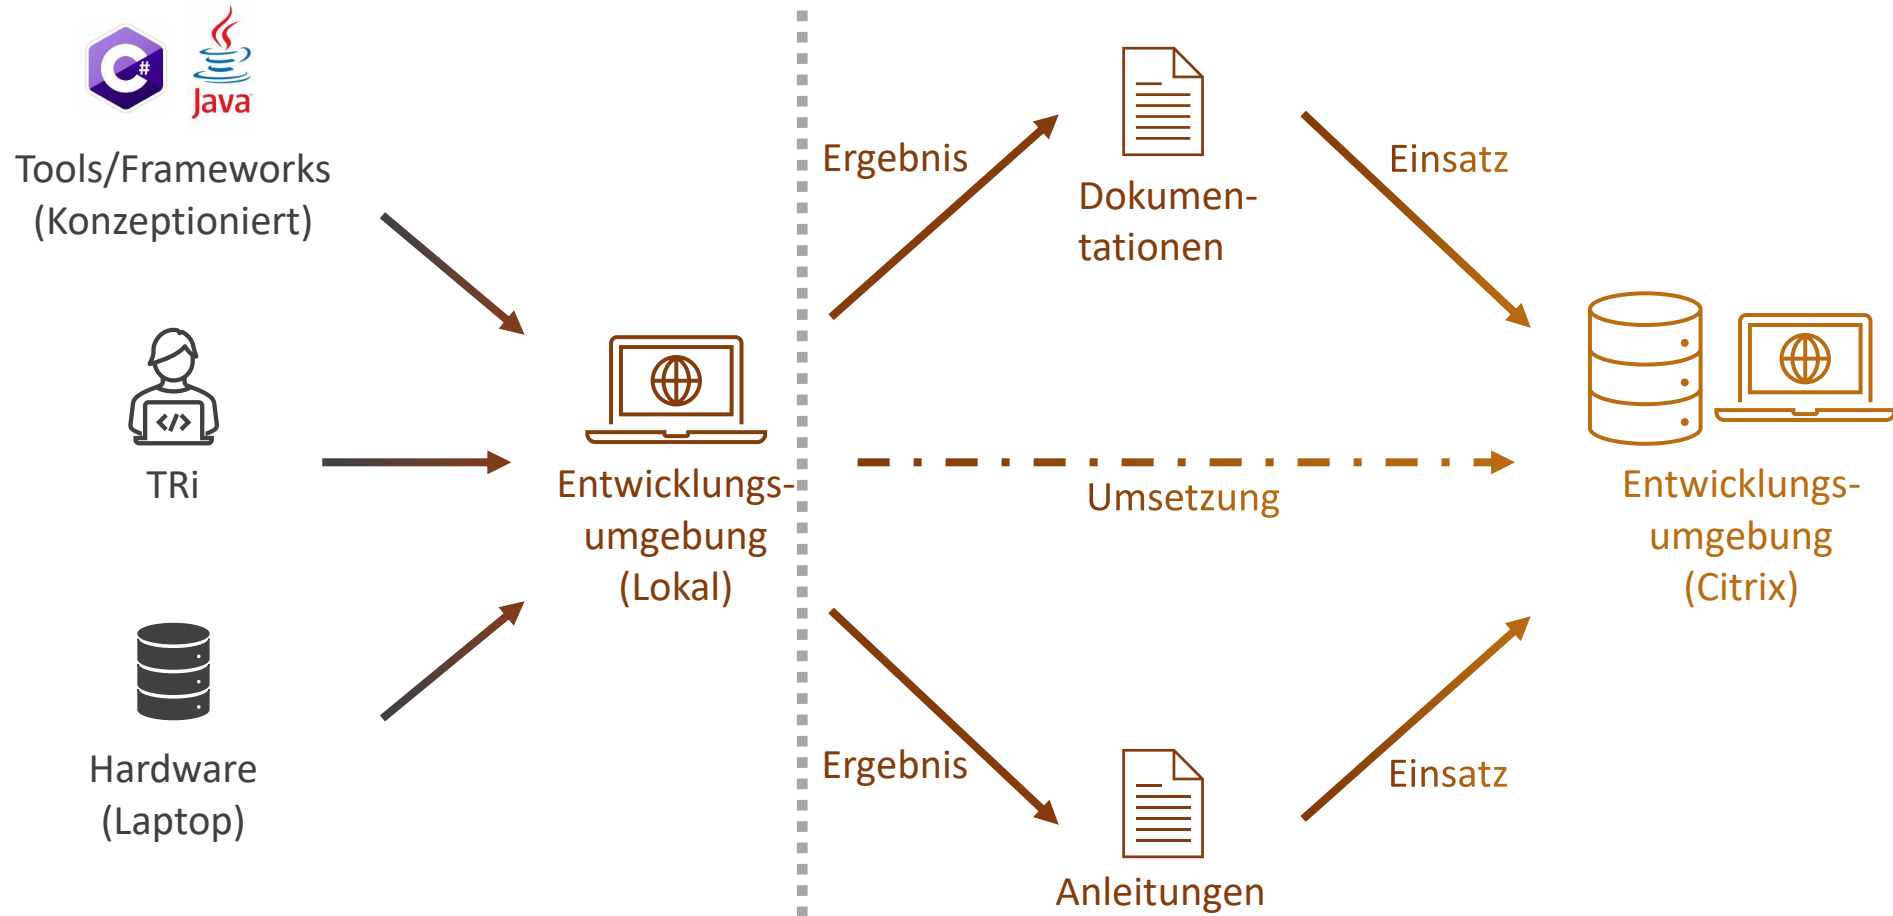 C#
Java
Tools/Frameworks
(Konzeptioniert)
</>
TRi
Hardware
(Laptop)
Entwicklungs-
umgebung
(Lokal)
Ergebnis
Dokumen-
tationen
Einsatz
Umsetzung
Ergebnis
Anleitungen
Einsatz
Entwicklungs-
umgebung
(Citrix)